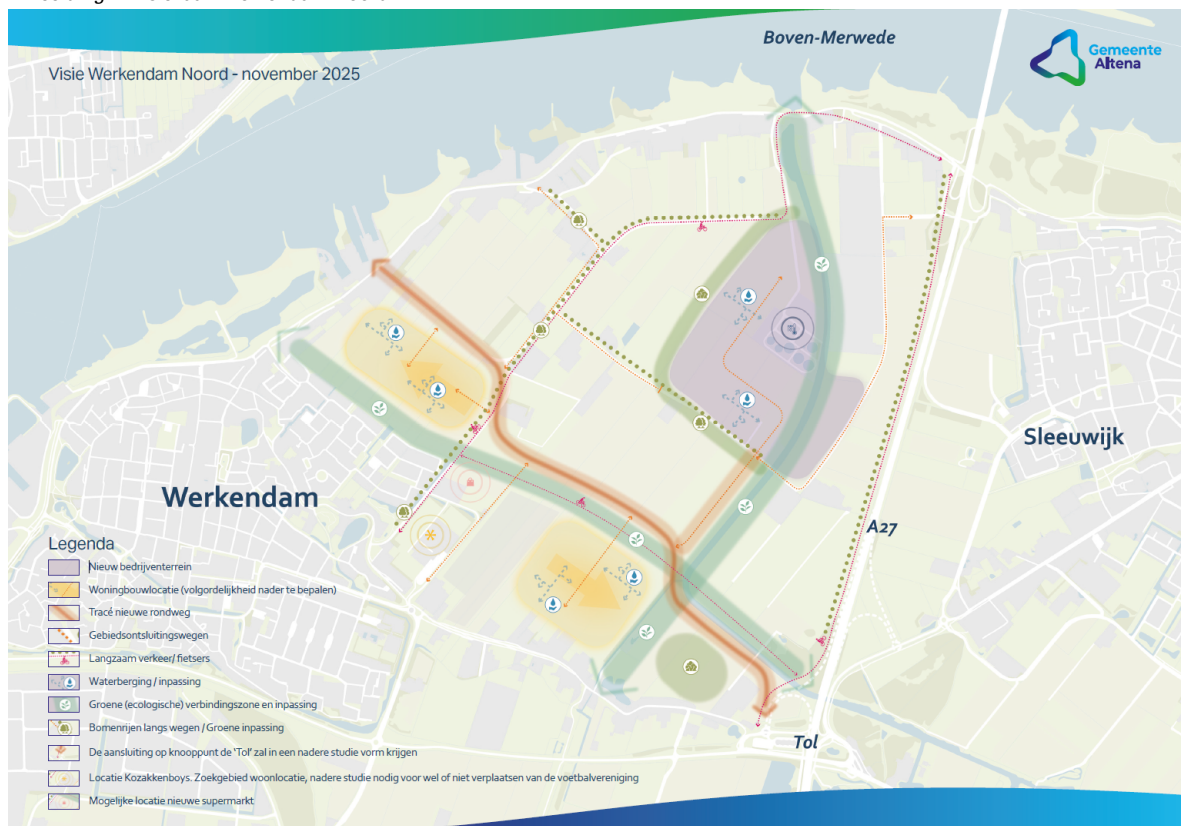 Boven-Merwede
Gemeente
Altena
Visie Werkendam Noord - november 2025
Sleeuwijk
Werkendam
A27
Tol
Legenda
Nieuw bedrijventerrein
Woningbouwlocatie (volgordelijkheid nader te bepalen)
Tracé nieuwe rondweg
Gebiedsontsluitingswegen
Langzaam verkeer/ fietsers
Waterberging / inpassing
Groene (ecologische) verbindingszone en inpassing
Bomenrijen langs wegen / Groene inpassing
De aansluiting op knooppunt de 'Tol' zal in een nadere studie vorm krijgen
Locatie Kozakkenboys. Zoekgebied woonlocatie, nadere studie nodig voor wel of niet verplaatsen van de voetbalvereniging
Mogelijke locatie nieuwe supermarkt